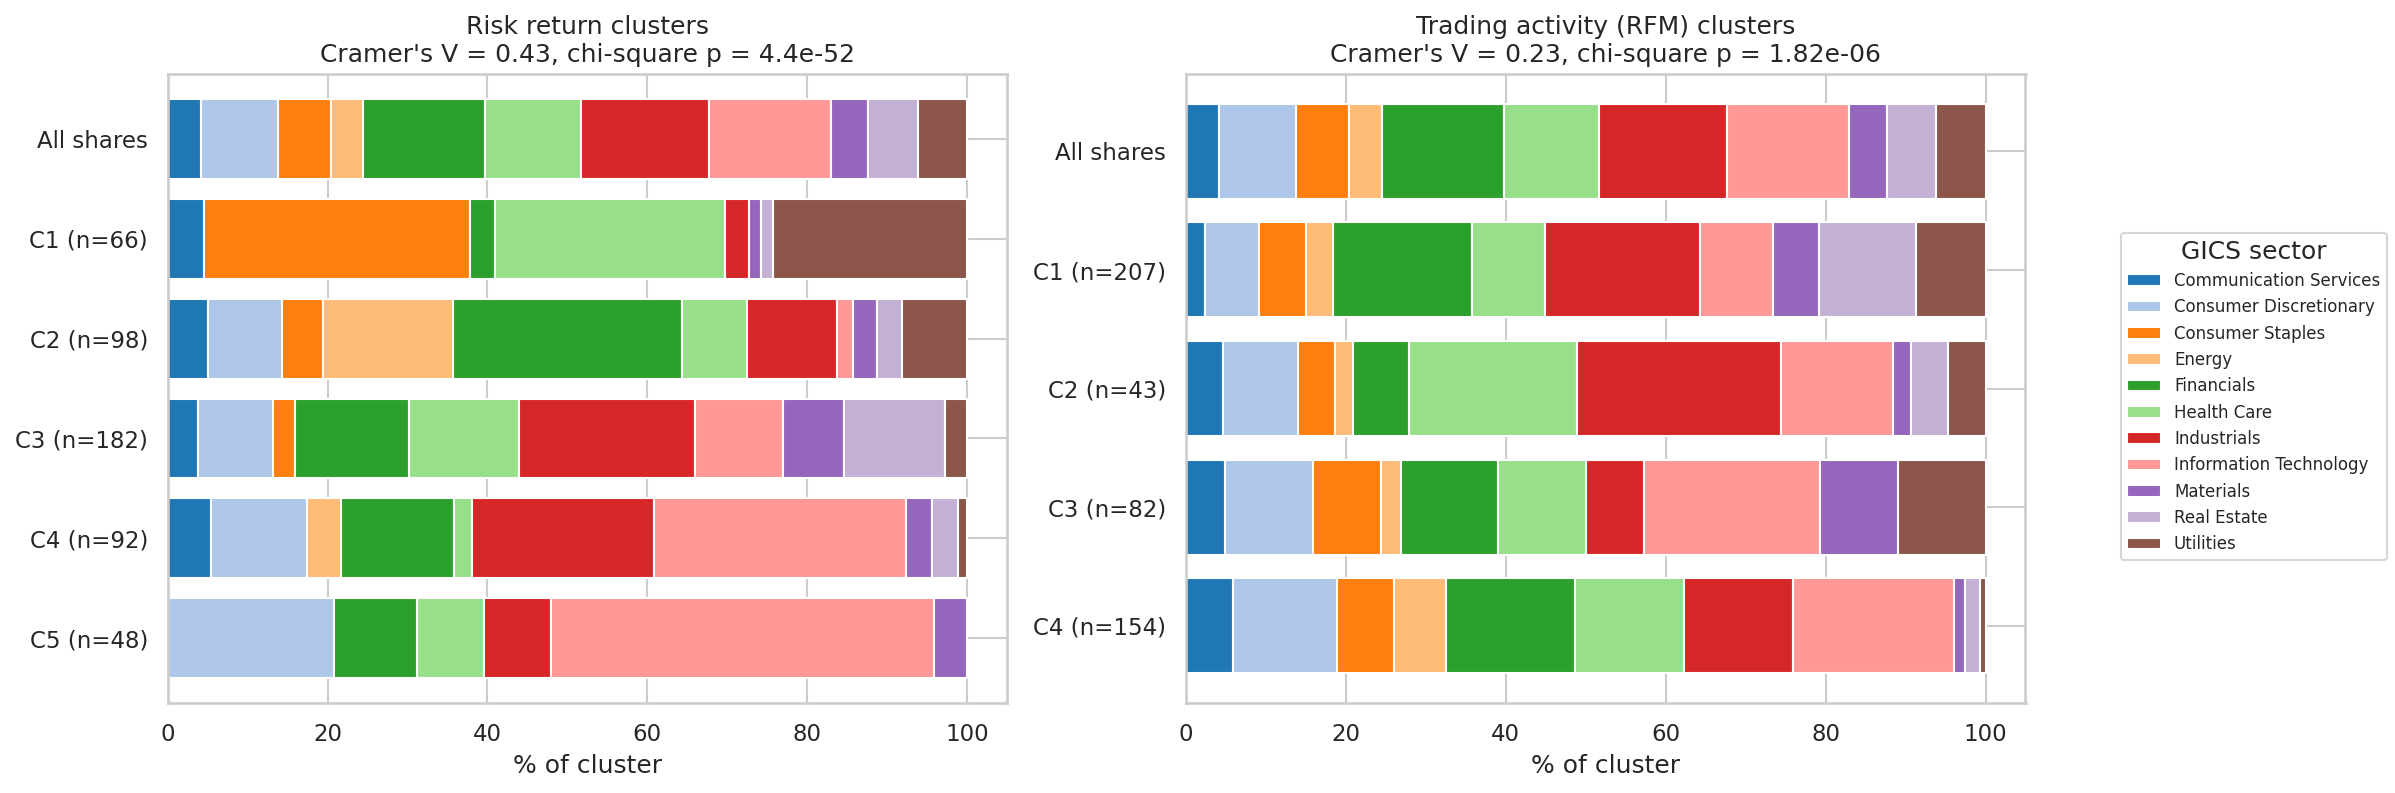 Risk return clusters
Cramer's V = 0.43, chi-square p = 4.4e-52
All shares
C1 (n=66)
C2 (n=98)
C3 (n=182)
C4 (n=92)
C5 (n=48)
0 20 40 60 80 100
% of cluster
Trading activity (RFM) clusters
Cramer's V = 0.23, chi-square p = 1.82e-06
All shares
C1 (n=207)
C2 (n=43)
C3 (n=82)
C4 (n=154)
0 20 40 60 80 100
% of cluster
GICS sector
Communication Services
Consumer Discretionary
Consumer Staples
Energy
Financials
Health Care
Industrials
Information Technology
Materials
Real Estate
Utilities